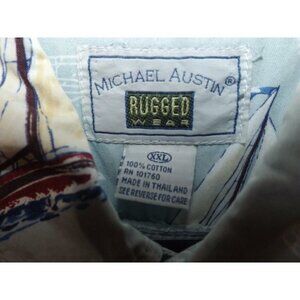 MICHAEL AUSTIN®
RUGGED
WEAR
XXL
100% COTTON
RN 101760
MADE IN THAILAND
SEE REVERSE FOR CARE